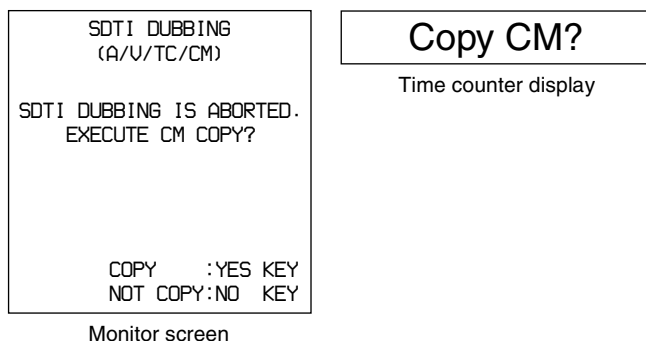 SDTI DUBBING
(A/V/TC/CM)
SDTI DUBBING IS ABORTED.
EXECUTE CM COPY?
COPY :YES KEY
NOT COPY:NO KEY
Monitor screen
Copy CM?
Time counter display